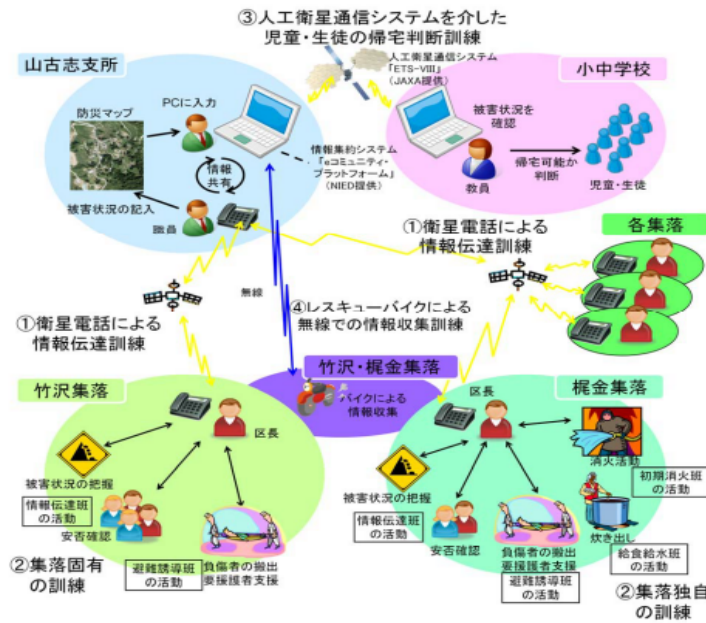 ③人工衛星通信システムを介した
児童・生徒の帰宅判断訓練
山古志支所
人工衛星通信システム
「ETS-Ⅷ」
(JAXA提供)
小中学校
防災マップ
PCに入力
被害状況を
確認
情報
共有
情報集約システム
「eコミュニティ・
プラットフォーム」
(NIED提供)
帰宅可能か
判断
教員
児童・生徒
被害状況の記入
職員
①衛星電話による
情報伝達訓練
各集落
無線
①衛星電話による
情報伝達訓練
④レスキューバイクによる
無線での情報収集訓練
竹沢・梶金集落
バイクによる
情報収集
竹沢集落
区長
被害状況の把握
情報伝達班
の活動
安否確認
負傷者の搬出
要援護者支援
避難誘導班
の活動
②集落固有
の訓練
梶金集落
区長
消火活動
初期消火班
の活動
被害状況の把握
情報伝達班
の活動
安否確認
負傷者の搬出
要援護者支援
避難誘導班
の活動
炊き出し
給食給水班
の活動
②集落独自
の訓練